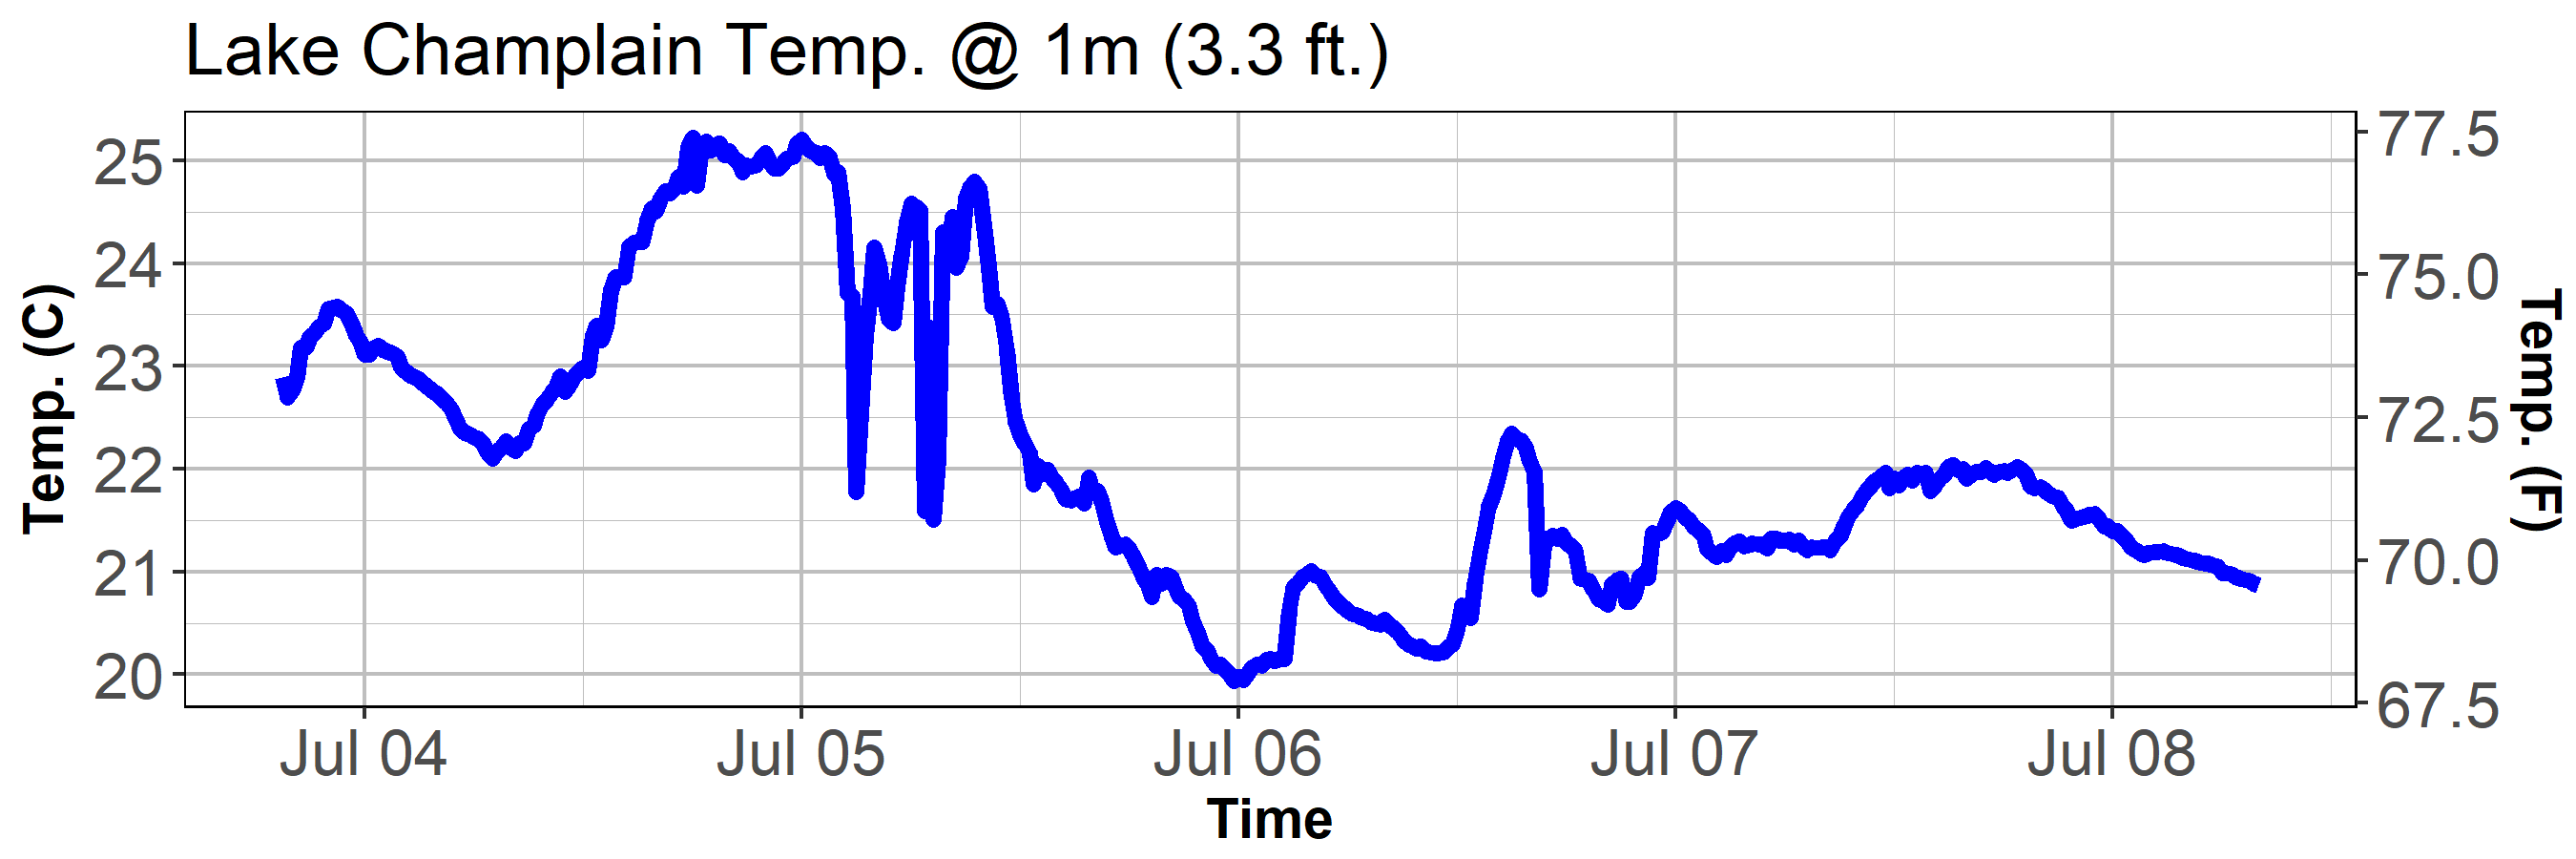 Lake Champlain Temp. @ 1m (3.3 ft.)
Temp. (C)
25
24
23
22
21
20
77.5
75.0
72.5
70.0
67.5
Temp. (F)
Jul 04 Jul 05 Jul 06 Jul 07 Jul 08
Time